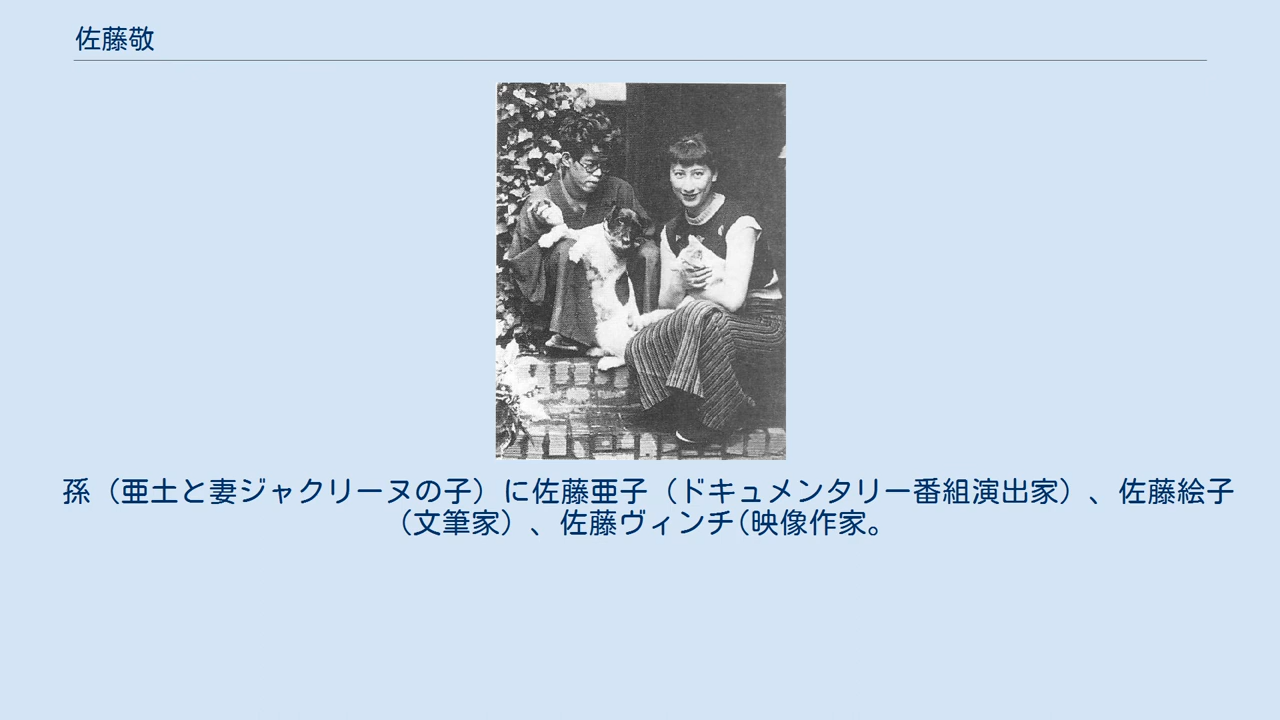 佐藤敬
孫（亜土と妻ジャクリーヌの子）に佐藤亜子（ドキュメンタリー番組演出家）、佐藤絵子
（文筆家）、佐藤ヴィンチ(映像作家。